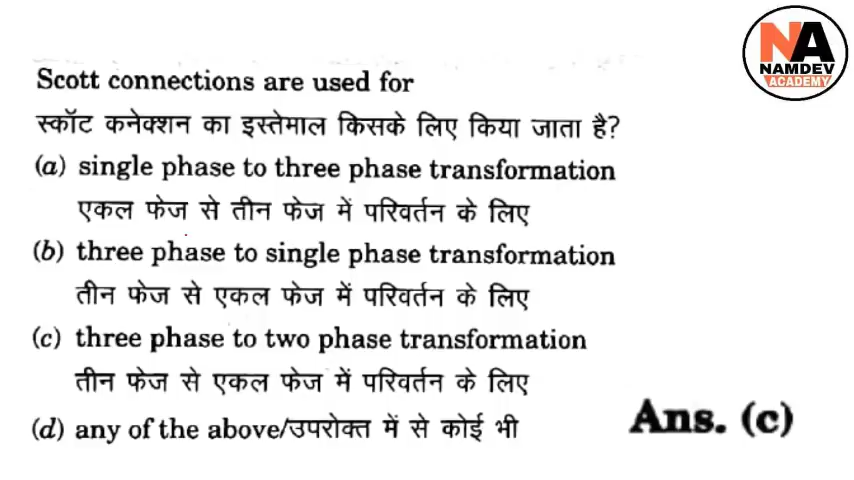 NA
NAMDEV
ACADEMY
Scott connections are used for
स्कॉट कनेक्शन का इस्तेमाल किसके लिए किया जाता है?
(a) single phase to three phase transformation
एकल फेज से तीन फेज में परिवर्तन के लिए
(b) three phase to single phase transformation
तीन फेज से एकल फेज में परिवर्तन के लिए
(c) three phase to two phase transformation
तीन फेज से एकल फेज में परिवर्तन के लिए
(d) any of the above/उपरोक्त में से कोई भी
Ans. (c)